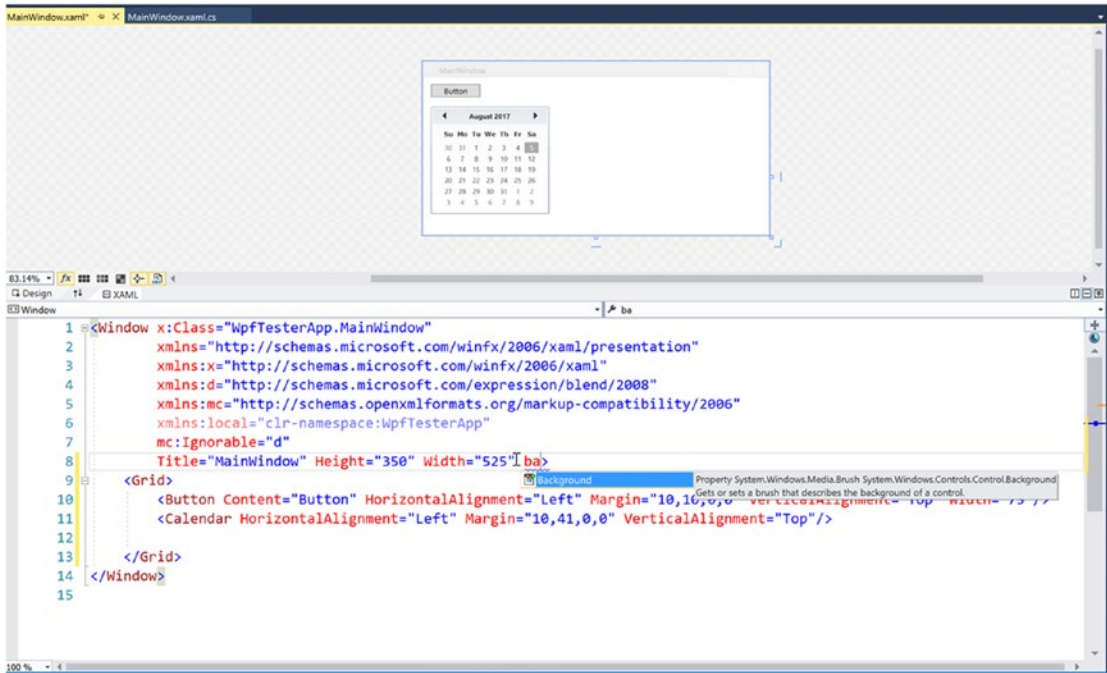 MainWindow.xaml* MainWindow.xaml.cs
MainWindow
Button
August 2017
Su Mo Tu We Th Fr Sa
30 31 1 2 3 4 5
6 7 8 9 10 11 12
13 14 15 16 17 18 19
20 21 22 23 24 25 26
27 28 29 30 31 1 2
3 4 5 6 7 8 9
83.14% fx
Design XAML
Window ba
1 <Window x:Class="WpfTesterApp.MainWindow"
2 xmlns="http://schemas.microsoft.com/winfx/2006/xaml/presentation"
3 xmlns:x="http://schemas.microsoft.com/winfx/2006/xaml"
4 xmlns:d="http://schemas.microsoft.com/expression/blend/2008"
5 xmlns:mc="http://schemas.openxmlformats.org/markup-compatibility/2006"
6 xmlns:local="clr-namespace:WpfTesterApp"
7 mc:Ignorable="d"
8 Title="MainWindow" Height="350" Width="525" ba>
9 <Grid>
Background
Property System.Windows.Media.Brush System.Windows.Controls.Control.Background
Gets or sets a brush that describes the background of a control.
10 <Button Content="Button" HorizontalAlignment="Left" Margin="10,10,0,0" VerticalAlignment="Top" Width="75"/>
11 <Calendar HorizontalAlignment="Left" Margin="10,41,0,0" VerticalAlignment="Top"/>
12
13 </Grid>
14 </Window>
15
100 %